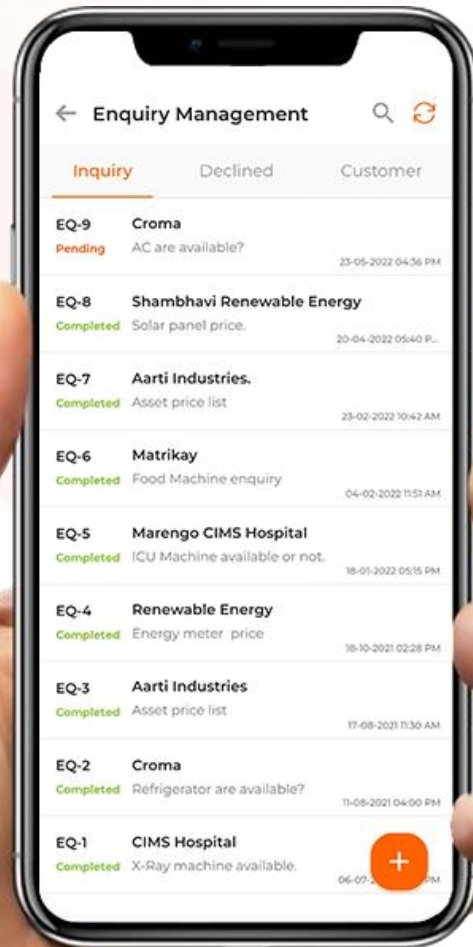 Enquiry Management
Inquiry Declined Customer
EQ-9 Croma
Pending AC are available?
23-05-2022 04:36 PM
EQ-8 Shambhavi Renewable Energy
Completed Solar panel price.
20-04-2022 05:40 P...
EQ-7 Aarti Industries.
Completed Asset price list
23-02-2022 10:42 AM
EQ-6 Matrikay
Completed Food Machine enquiry
04-02-2022 11:51 AM
EQ-5 Marengo CIMS Hospital
Completed ICU Machine available or not.
18-01-2022 05:15 PM
EQ-4 Renewable Energy
Completed Energy meter price
18-10-2021 02:28 PM
EQ-3 Aarti Industries
Completed Asset price list
17-08-2021 11:30 AM
EQ-2 Croma
Completed Refrigerator are available?
11-08-2021 04:00 PM
EQ-1 CIMS Hospital
Completed X-Ray machine available.
06-07- PM